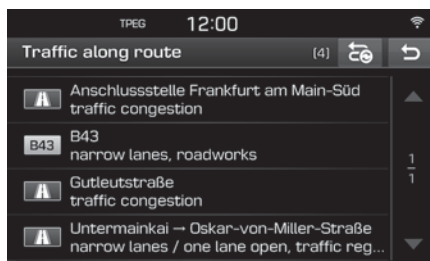 TPEG 12:00
Traffic along route [4]
Anschlussstelle Frankfurt am Main-Süd
traffic congestion
B43 B43
narrow lanes, roadworks
1
1
Gutleutstraße
traffic congestion
Untermainkai → Oskar-von-Miller-Straße
narrow lanes / one lane open, traffic reg...